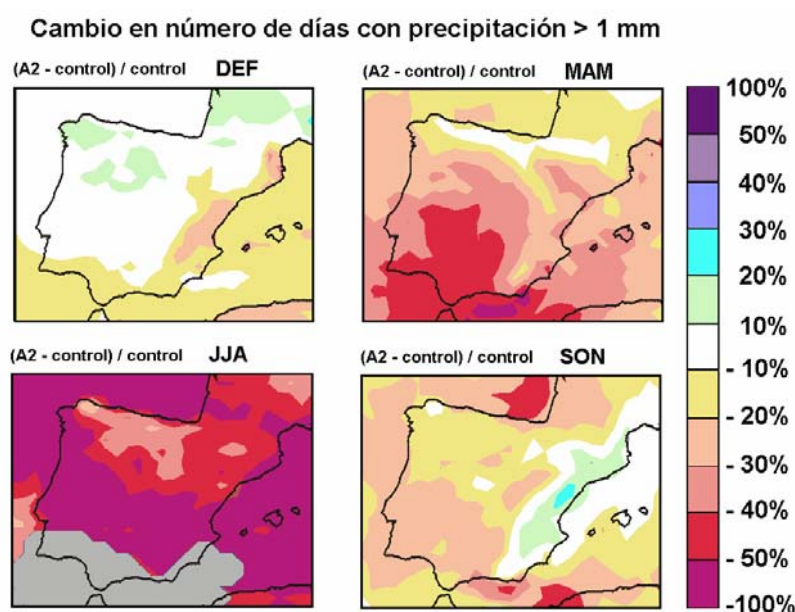 Cambio en número de días con precipitación > 1 mm
(A2 - control) / control DEF
(A2 - control) / control MAM
100%
50%
40%
30%
20%
10%
- 10%
- 20%
- 30%
- 40%
- 50%
-100%
(A2 - control) / control JJA
(A2 - control) / control SON